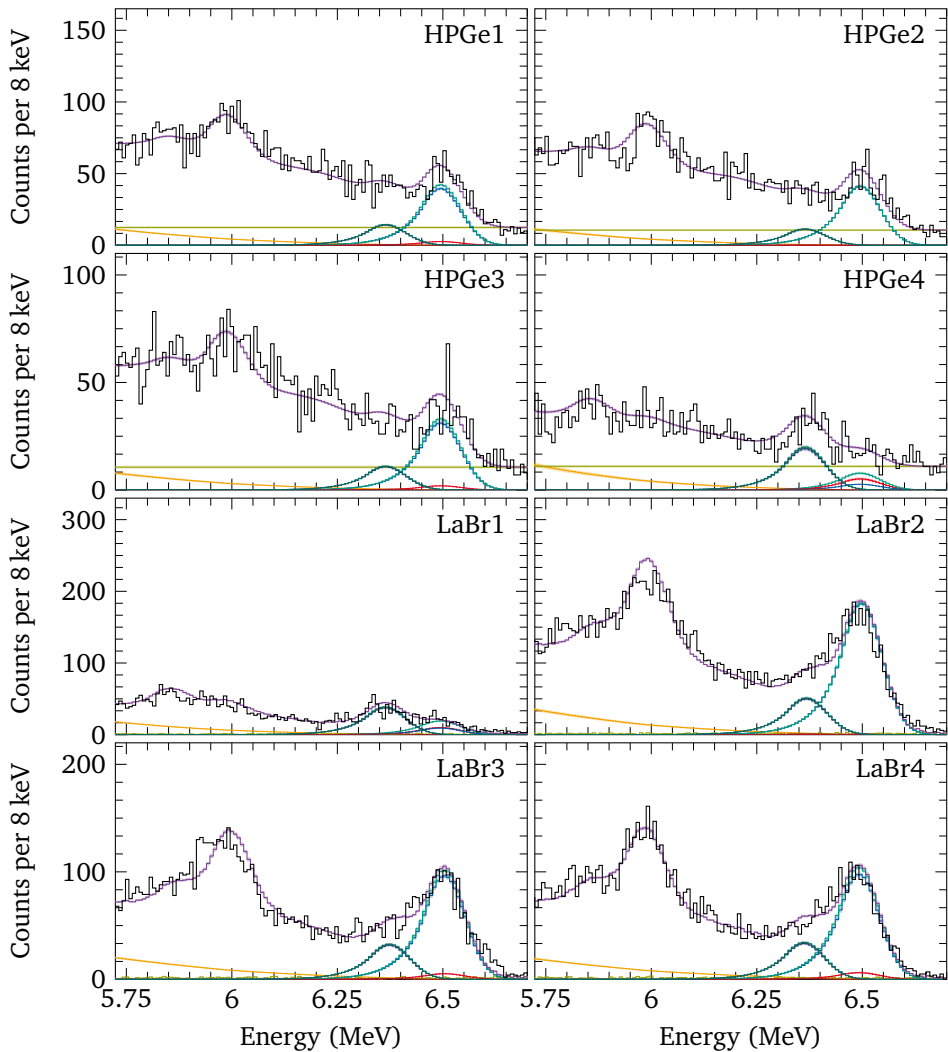 150
100
50
0
Counts per 8 keV
HPGe1
HPGe2
100
50
0
Counts per 8 keV
HPGe3
HPGe4
300
200
100
0
Counts per 8 keV
LaBr1
LaBr2
200
100
0
Counts per 8 keV
LaBr3
LaBr4
5.75 6 6.25 6.5
5.75 6 6.25 6.5
Energy (MeV)
Energy (MeV)